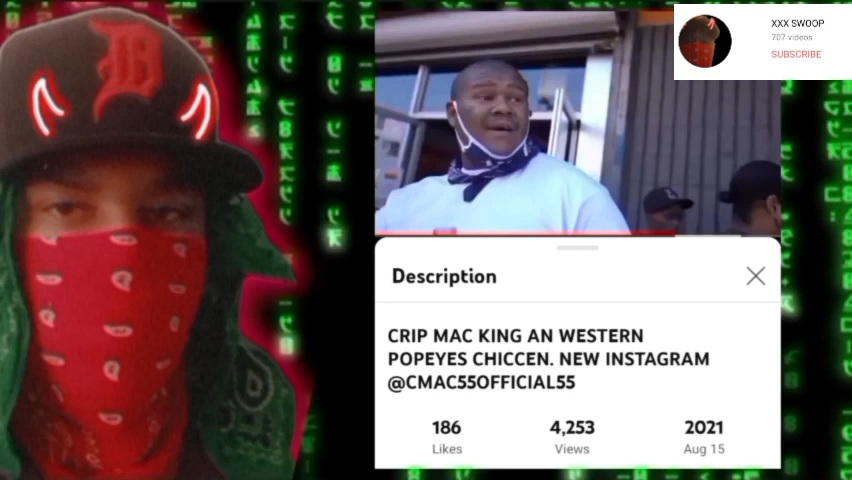 D
XXX SWOOP
707 videos
SUBSCRIBE
Description
CRIP MAC KING AN WESTERN
POPEYES CHICCEN. NEW INSTAGRAM
@CMAC55OFFICIAL55
186
4,253
2021
Likes
Views
Aug 15